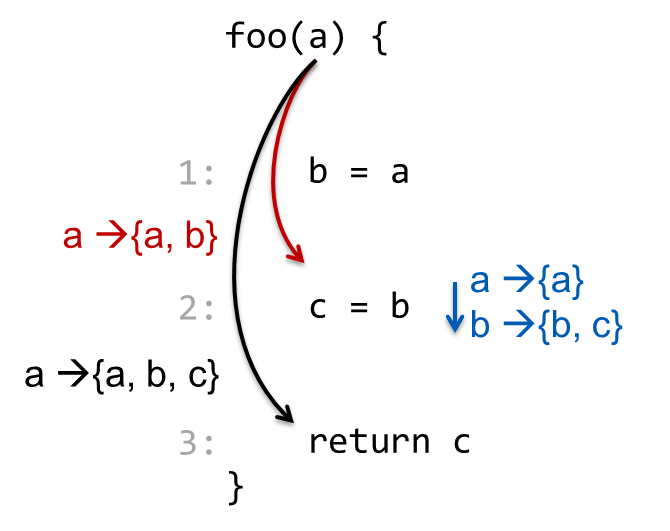 foo(a) {
1: b = a
a →{a, b}
a →{a}
2: c = b
b →{b, c}
a →{a, b, c}
3: return c
}